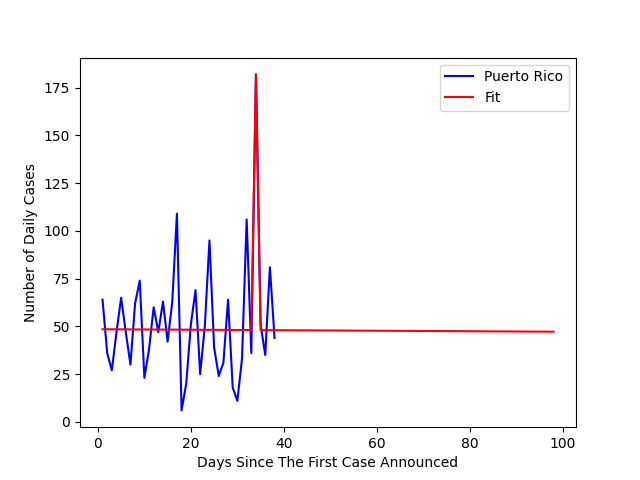 Puerto Rico
Fit
175
150
125
100
75
50
25
0
Number of Daily Cases
0 20 40 60 80 100
Days Since The First Case Announced